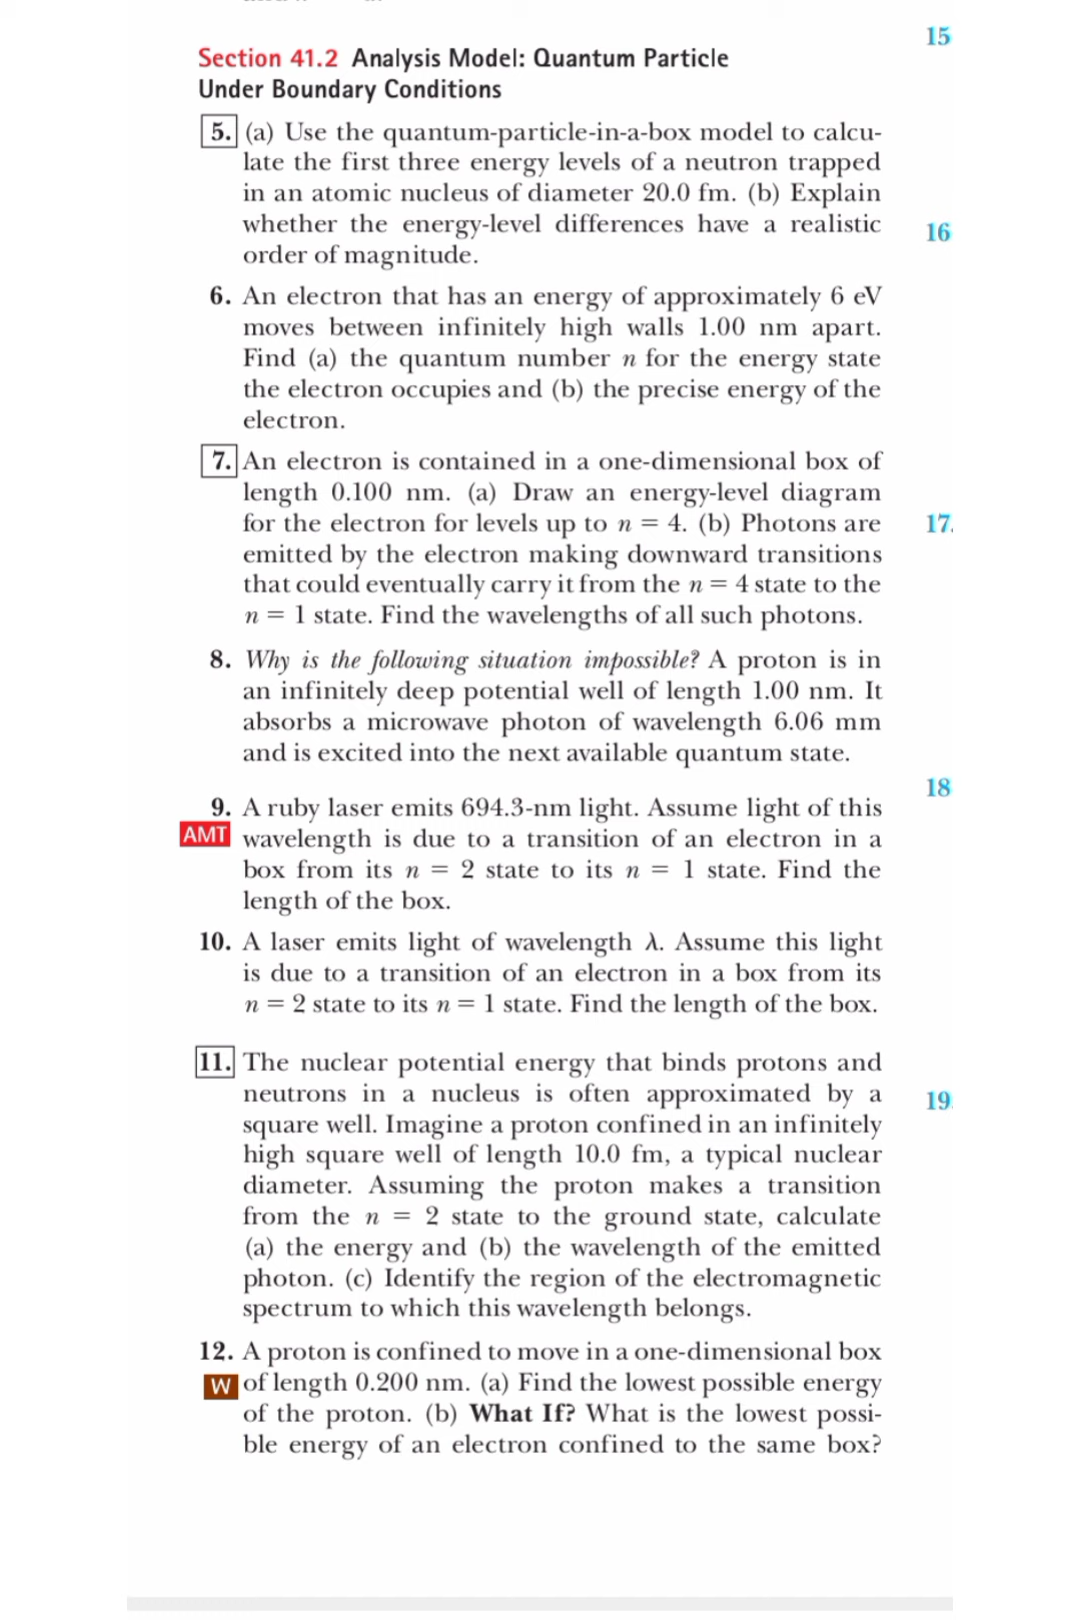 15
Section 41.2 Analysis Model: Quantum Particle
Under Boundary Conditions
5. (a) Use the quantum-particle-in-a-box model to calcu-
late the first three energy levels of a neutron trapped
in an atomic nucleus of diameter 20.0 fm. (b) Explain
whether the energy-level differences have a realistic
16
order of magnitude.
6. An electron that has an energy of approximately 6 eV
moves between infinitely high walls 1.00 nm apart.
Find (a) the quantum number n for the energy state
the electron occupies and (b) the precise energy of the
electron.
7. An electron is contained in a one-dimensional box of
length 0.100 nm. (a) Draw an energy-level diagram
for the electron for levels up to n = 4. (b) Photons are
17.
emitted by the electron making downward transitions
that could eventually carry it from the n = 4 state to the
n = 1 state. Find the wavelengths of all such photons.
8. Why is the following situation impossible? A proton is in
an infinitely deep potential well of length 1.00 nm. It
absorbs a microwave photon of wavelength 6.06 mm
and is excited into the next available quantum state.
18
9. A ruby laser emits 694.3-nm light. Assume light of this
AMT wavelength is due to a transition of an electron in a
box from its n = 2 state to its n = 1 state. Find the
length of the box.
10. A laser emits light of wavelength λ. Assume this light
is due to a transition of an electron in a box from its
n = 2 state to its n = 1 state. Find the length of the box.
11. The nuclear potential energy that binds protons and
neutrons in a nucleus is often approximated by a
19
square well. Imagine a proton confined in an infinitely
high square well of length 10.0 fm, a typical nuclear
diameter. Assuming the proton makes a transition
from the n = 2 state to the ground state, calculate
(a) the energy and (b) the wavelength of the emitted
photon. (c) Identify the region of the electromagnetic
spectrum to which this wavelength belongs.
12. A proton is confined to move in a one-dimensional box
W of length 0.200 nm. (a) Find the lowest possible energy
of the proton. (b) What If? What is the lowest possi-
ble energy of an electron confined to the same box?